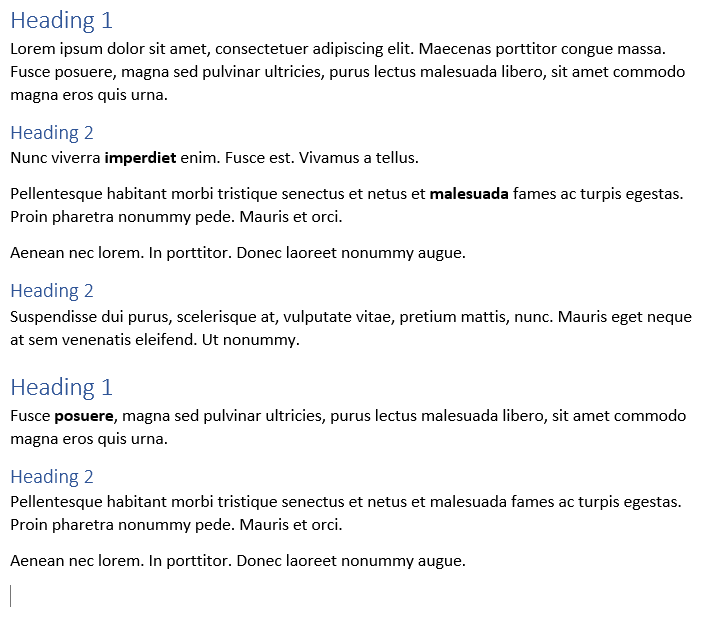 Heading 1
Lorem ipsum dolor sit amet, consectetuer adipiscing elit. Maecenas porttitor congue massa.
Fusce posuere, magna sed pulvinar ultricies, purus lectus malesuada libero, sit amet commodo
magna eros quis urna.
Heading 2
Nunc viverra imperdiet enim. Fusce est. Vivamus a tellus.
Pellentesque habitant morbi tristique senectus et netus et malesuada fames ac turpis egestas.
Proin pharetra nonummy pede. Mauris et orci.
Aenean nec lorem. In porttitor. Donec laoreet nonummy augue.
Heading 2
Suspendisse dui purus, scelerisque at, vulputate vitae, pretium mattis, nunc. Mauris eget neque
at sem venenatis eleifend. Ut nonummy.
Heading 1
Fusce posuere, magna sed pulvinar ultricies, purus lectus malesuada libero, sit amet commodo
magna eros quis urna.
Heading 2
Pellentesque habitant morbi tristique senectus et netus et malesuada fames ac turpis egestas.
Proin pharetra nonummy pede. Mauris et orci.
Aenean nec lorem. In porttitor. Donec laoreet nonummy augue.